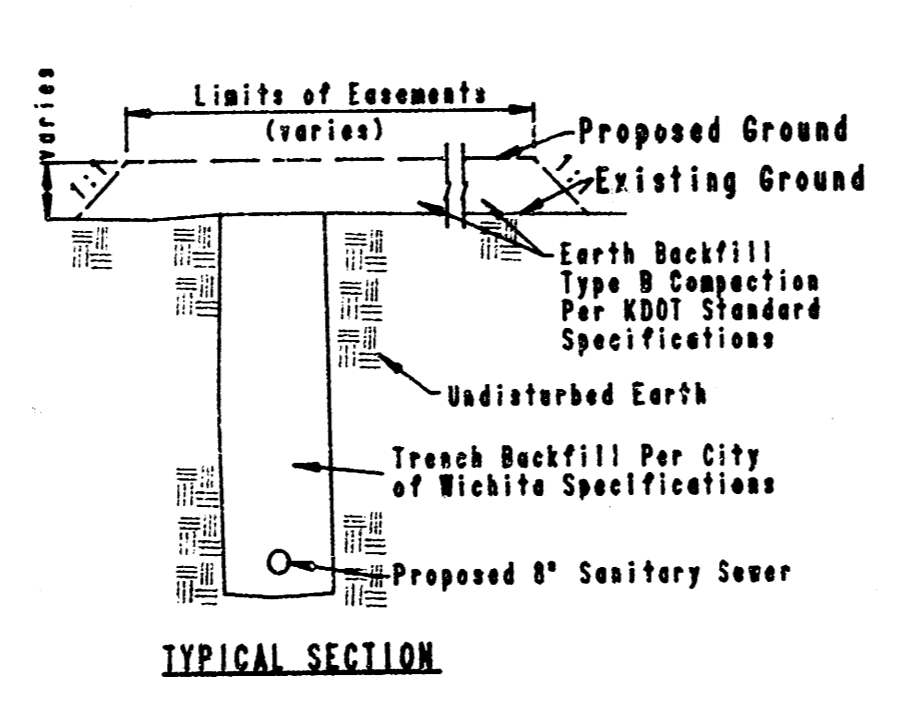 varies
Limits of Easements
(varies)
Proposed Ground
1:1
1:1
Existing Ground
Earth Backfill
Type B Compaction
Per KDOT Standard
Specifications
Undisturbed Earth
Trench Backfill Per City
of Wichita Specifications
Proposed 8" Sanitary Sewer
TYPICAL SECTION